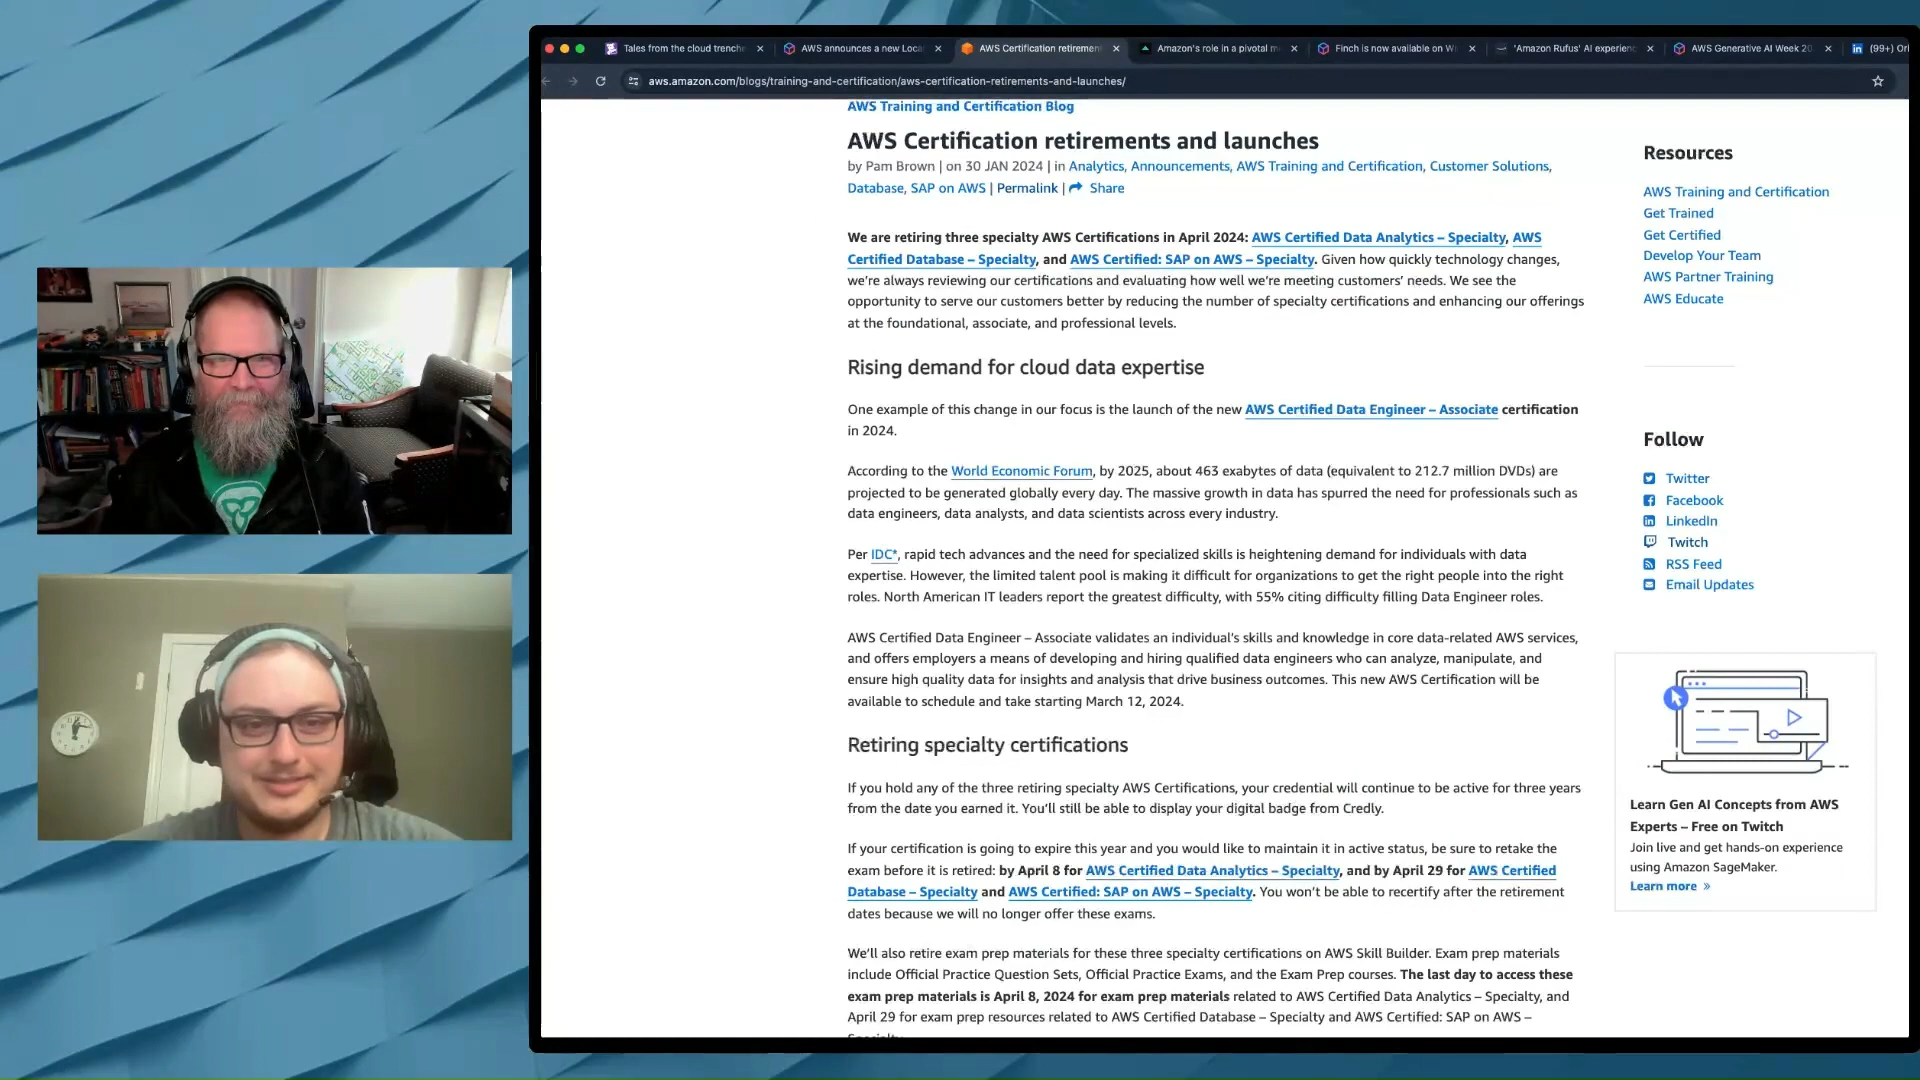 Tales from the cloud trenche
AWS announces a new Loca
AWS Certification retiremen
Amazon's role in a pivotal m
Finch is now available on Wi
'Amazon Rufus' AI experienc
AWS Generative AI Week 20
(99+) Or
aws.amazon.com/blogs/training-and-certification/aws-certification-retirements-and-launches/
AWS Training and Certification Blog
AWS Certification retirements and launches
by Pam Brown | on 30 JAN 2024 | in Analytics, Announcements, AWS Training and Certification, Customer Solutions,
Database, SAP on AWS | Permalink | Share
We are retiring three specialty AWS Certifications in April 2024: AWS Certified Data Analytics – Specialty, AWS
Certified Database – Specialty, and AWS Certified: SAP on AWS – Specialty. Given how quickly technology changes,
we're always reviewing our certifications and evaluating how well we're meeting customers' needs. We see the
opportunity to serve our customers better by reducing the number of specialty certifications and enhancing our offerings
at the foundational, associate, and professional levels.
Rising demand for cloud data expertise
One example of this change in our focus is the launch of the new AWS Certified Data Engineer – Associate certification
in 2024.
According to the World Economic Forum, by 2025, about 463 exabytes of data (equivalent to 212.7 million DVDs) are
projected to be generated globally every day. The massive growth in data has spurred the need for professionals such as
data engineers, data analysts, and data scientists across every industry.
Per IDC*, rapid tech advances and the need for specialized skills is heightening demand for individuals with data
expertise. However, the limited talent pool is making it difficult for organizations to get the right people into the right
roles. North American IT leaders report the greatest difficulty, with 55% citing difficulty filling Data Engineer roles.
AWS Certified Data Engineer – Associate validates an individual's skills and knowledge in core data-related AWS services,
and offers employers a means of developing and hiring qualified data engineers who can analyze, manipulate, and
ensure high quality data for insights and analysis that drive business outcomes. This new AWS Certification will be
available to schedule and take starting March 12, 2024.
Retiring specialty certifications
If you hold any of the three retiring specialty AWS Certifications, your credential will continue to be active for three years
from the date you earned it. You'll still be able to display your digital badge from Credly.
If your certification is going to expire this year and you would like to maintain it in active status, be sure to retake the
exam before it is retired: by April 8 for AWS Certified Data Analytics – Specialty, and by April 29 for AWS Certified
Database – Specialty and AWS Certified: SAP on AWS – Specialty. You won't be able to recertify after the retirement
dates because we will no longer offer these exams.
We'll also retire exam prep materials for these three specialty certifications on AWS Skill Builder. Exam prep materials
include Official Practice Question Sets, Official Practice Exams, and the Exam Prep courses. The last day to access these
exam prep materials is April 8, 2024 for exam prep materials related to AWS Certified Data Analytics – Specialty, and
April 29 for exam prep resources related to AWS Certified Database – Specialty and AWS Certified: SAP on AWS –
Specialty.
Resources
AWS Training and Certification
Get Trained
Get Certified
Develop Your Team
AWS Partner Training
AWS Educate
Follow
Twitter
Facebook
LinkedIn
Twitch
RSS Feed
Email Updates
Learn Gen AI Concepts from AWS
Experts – Free on Twitch
Join live and get hands-on experience
using Amazon SageMaker.
Learn more »